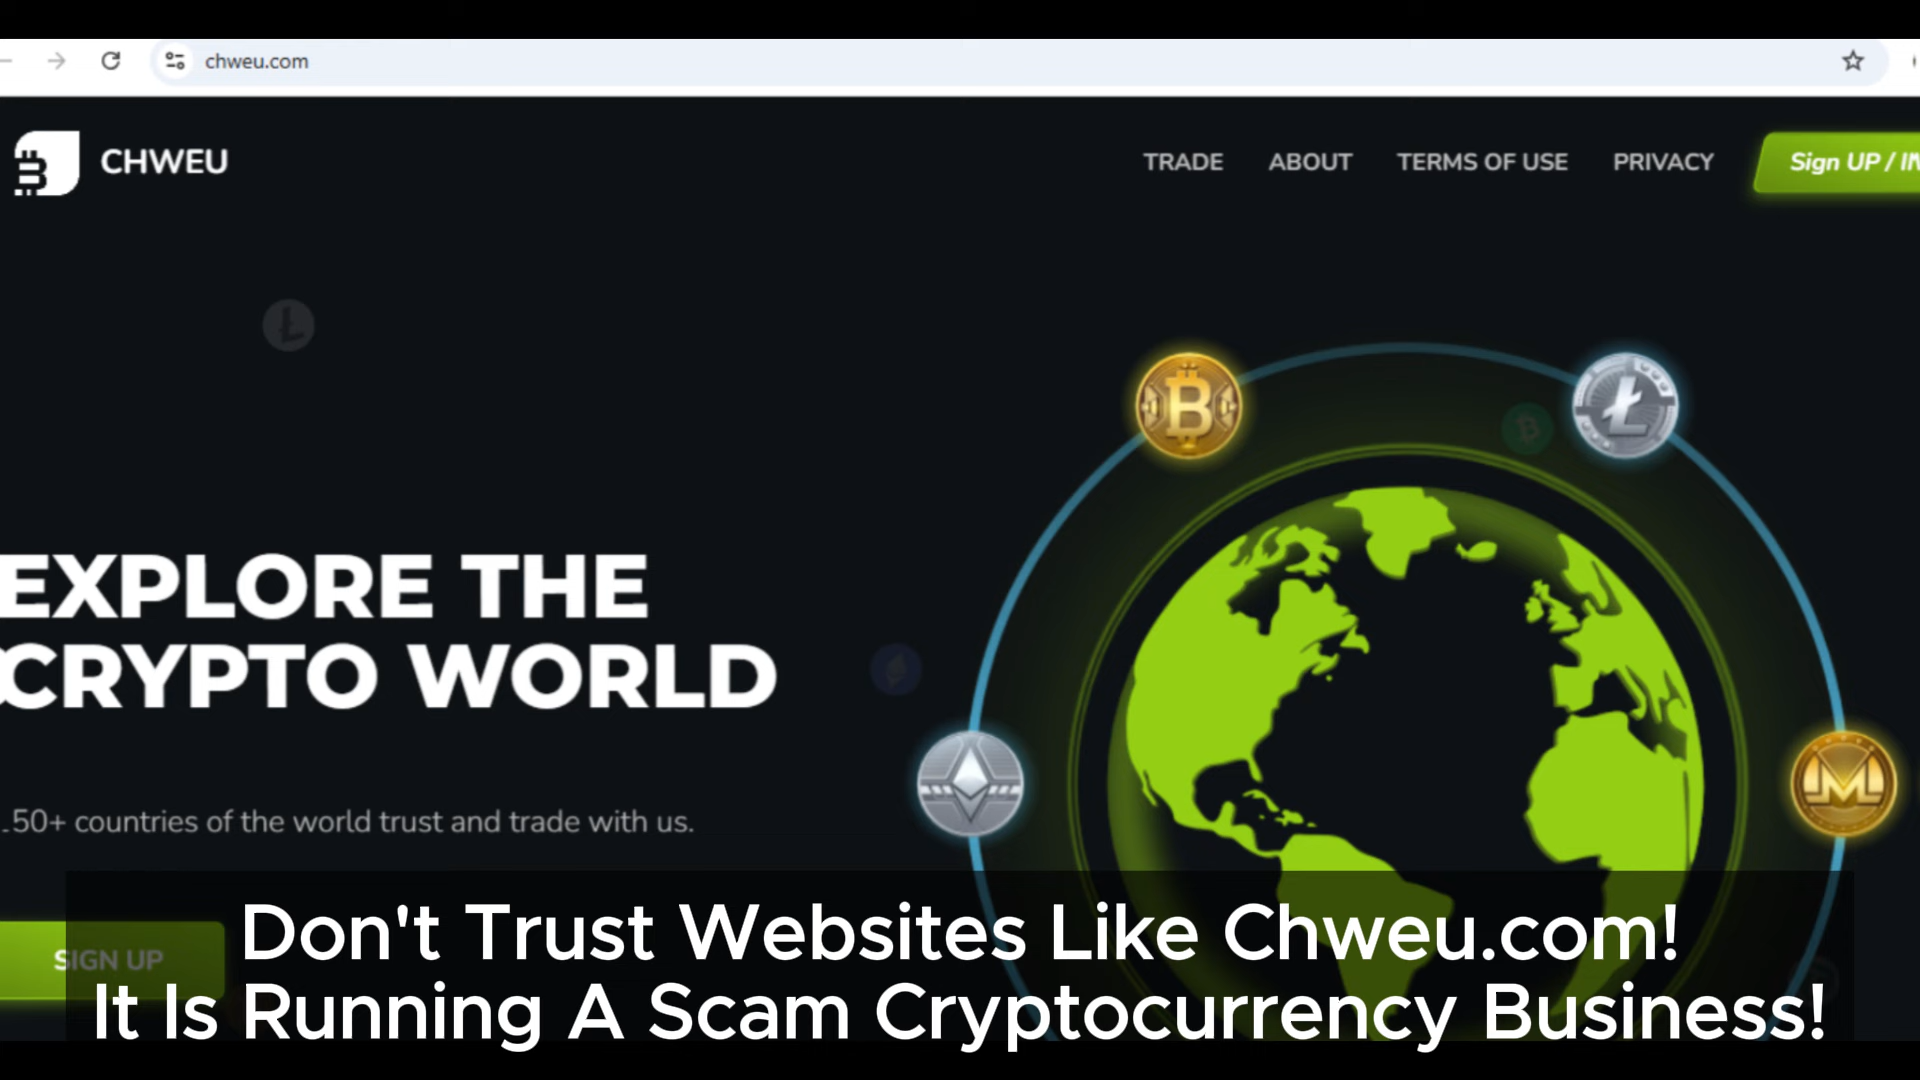 chweu.com
CHWEU
TRADE ABOUT TERMS OF USE PRIVACY Sign UP / IN
EXPLORE THE
CRYPTO WORLD
50+ countries of the world trust and trade with us.
SIGN UP
Don't Trust Websites Like Chweu.com!
It Is Running A Scam Cryptocurrency Business!